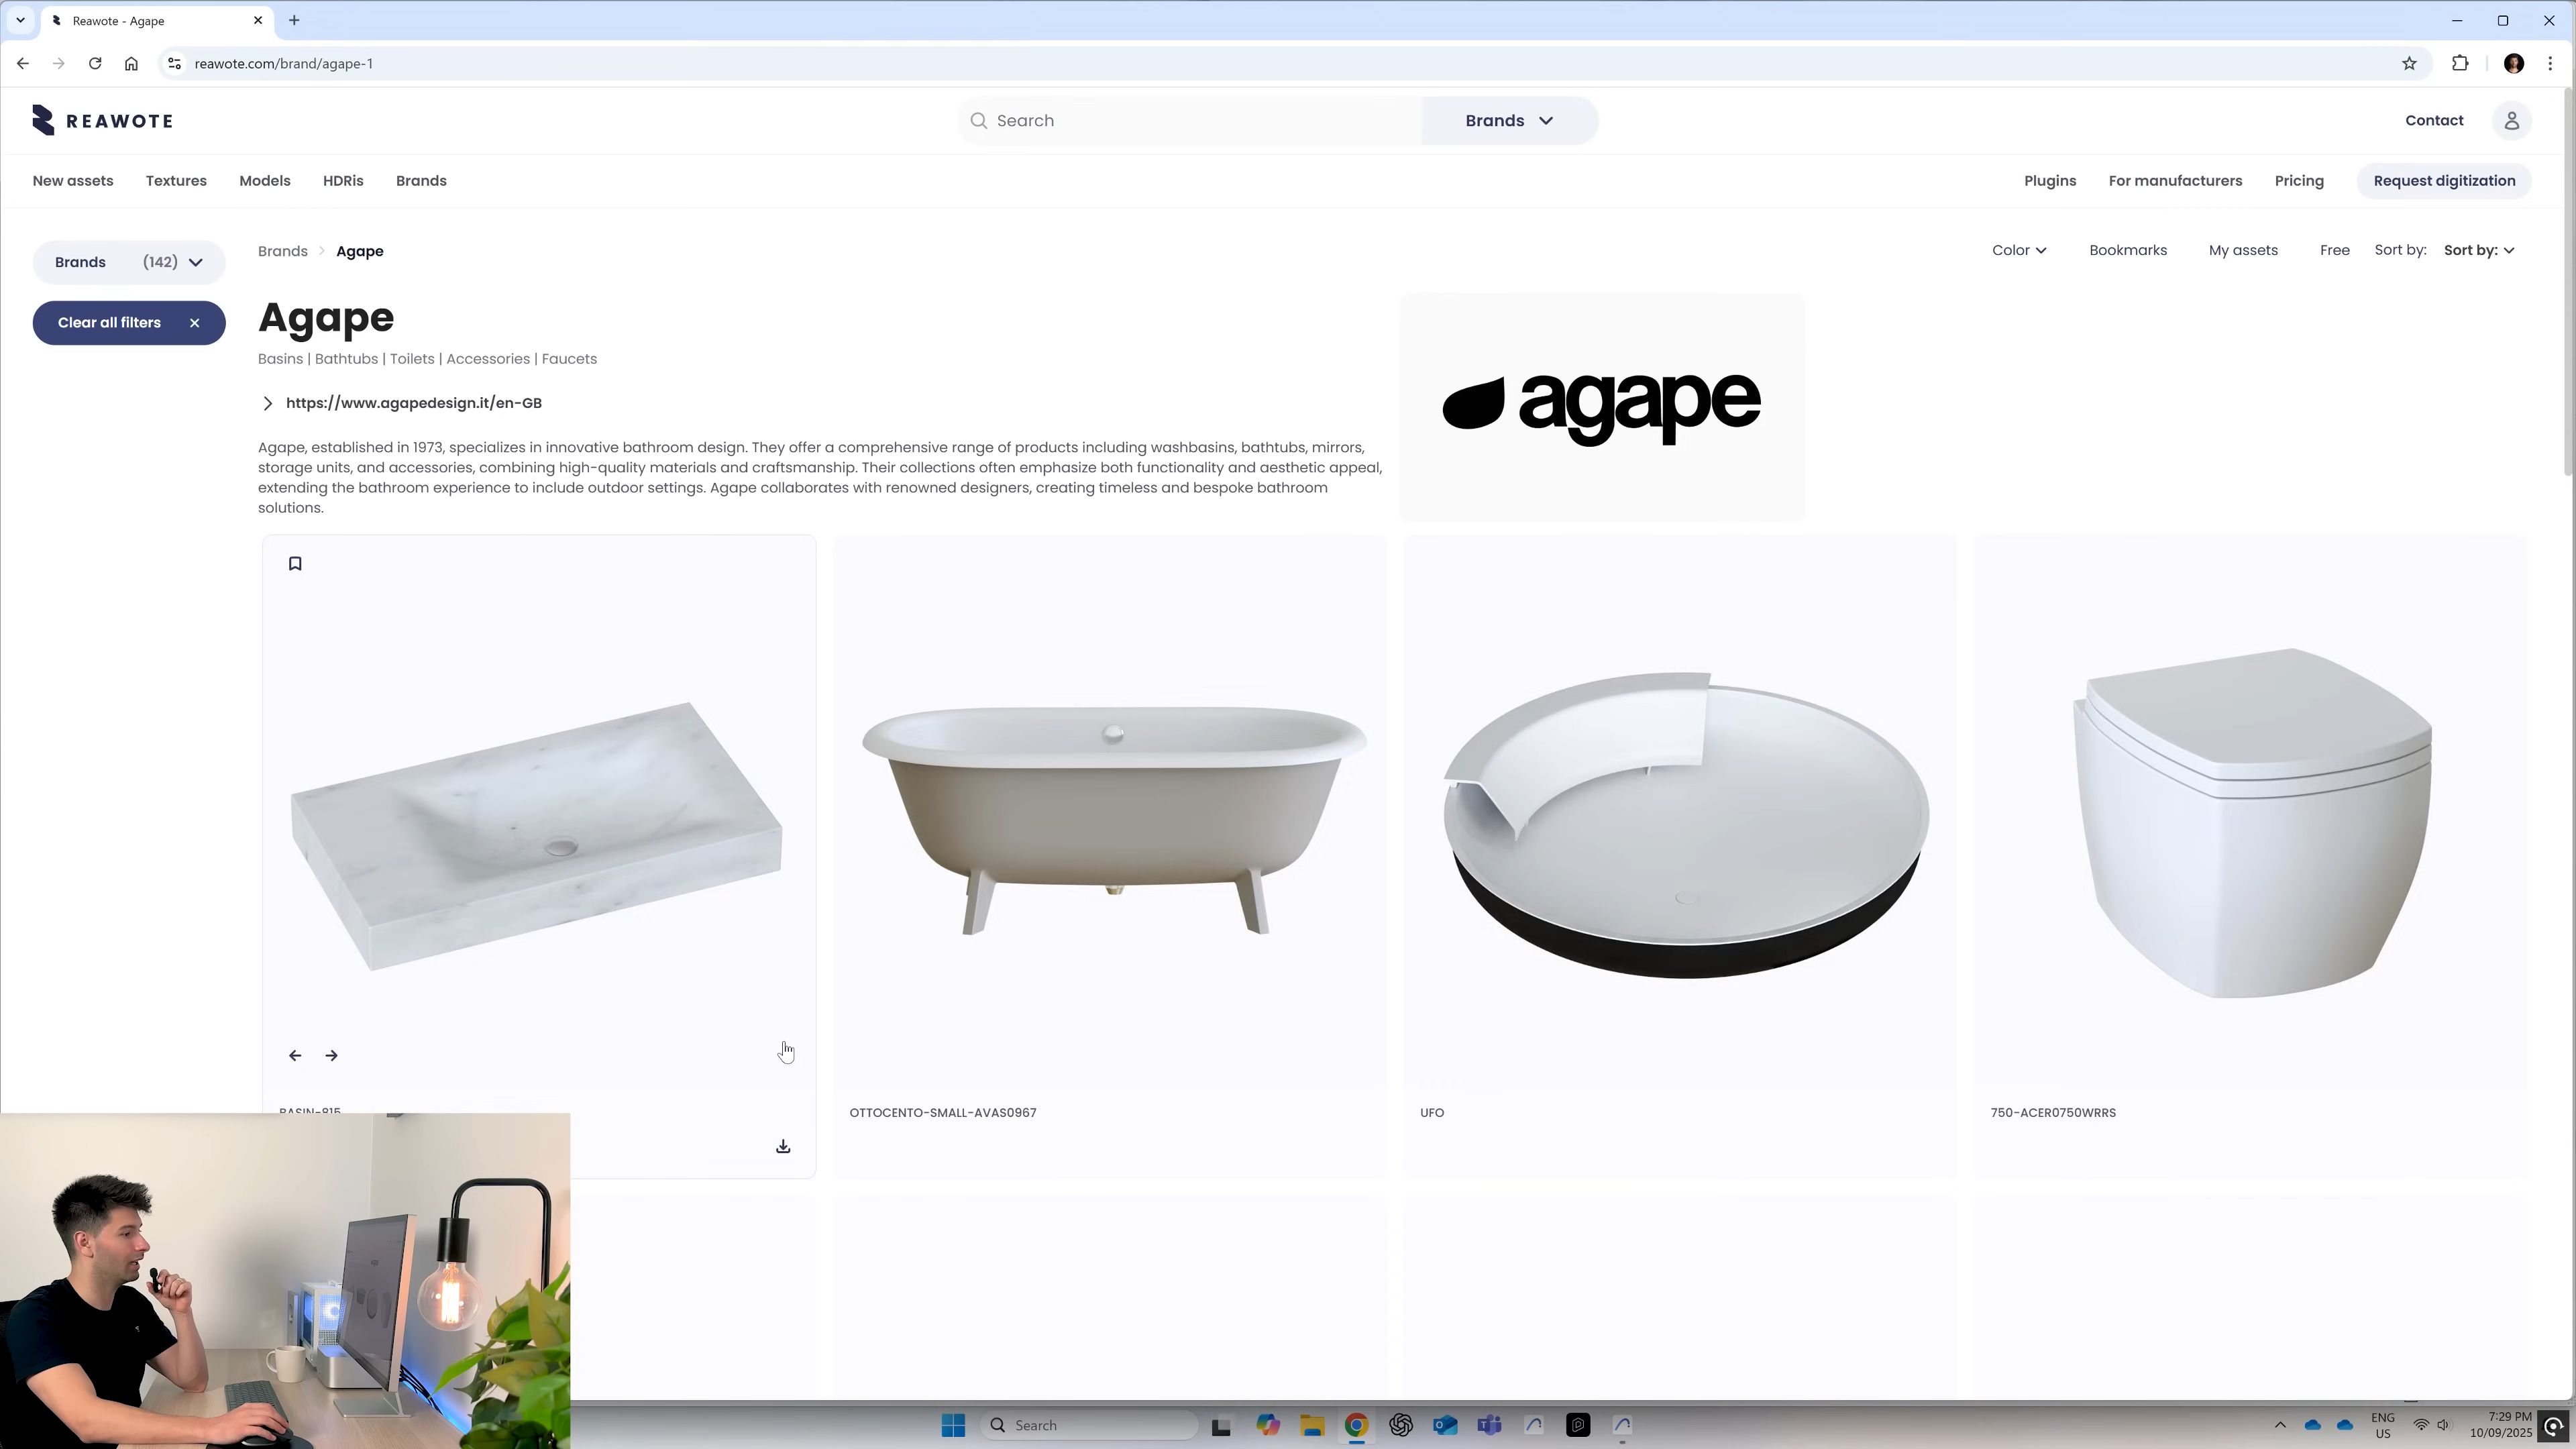 Reawote - Agape
reawote.com/brand/agape-1
REAWOTE
Search
Brands
Contact
New assets
Textures
Models
HDRis
Brands
Plugins
For manufacturers
Pricing
Request digitization
Brands (142)
Clear all filters
Brands > Agape
Color
Bookmarks
My assets
Free
Sort by:
Sort by:
Agape
Basins | Bathtubs | Toilets | Accessories | Faucets
https://www.agapedesign.it/en-GB
Agape, established in 1973, specializes in innovative bathroom design. They offer a comprehensive range of products including washbasins, bathtubs, mirrors,
storage units, and accessories, combining high-quality materials and craftsmanship. Their collections often emphasize both functionality and aesthetic appeal,
extending the bathroom experience to include outdoor settings. Agape collaborates with renowned designers, creating timeless and bespoke bathroom
solutions.
agape
BASIN-815
OTTOCENTO-SMALL-AVAS0967
UFO
750-ACER0750WRRS
Search
ENG
US
7:29 PM
10/09/2025